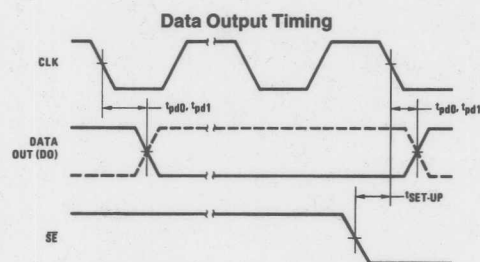 Data Output Timing
CLK
tpd0, tpd1
tpd0, tpd1
DATA
OUT (DO)
tSET-UP
SE